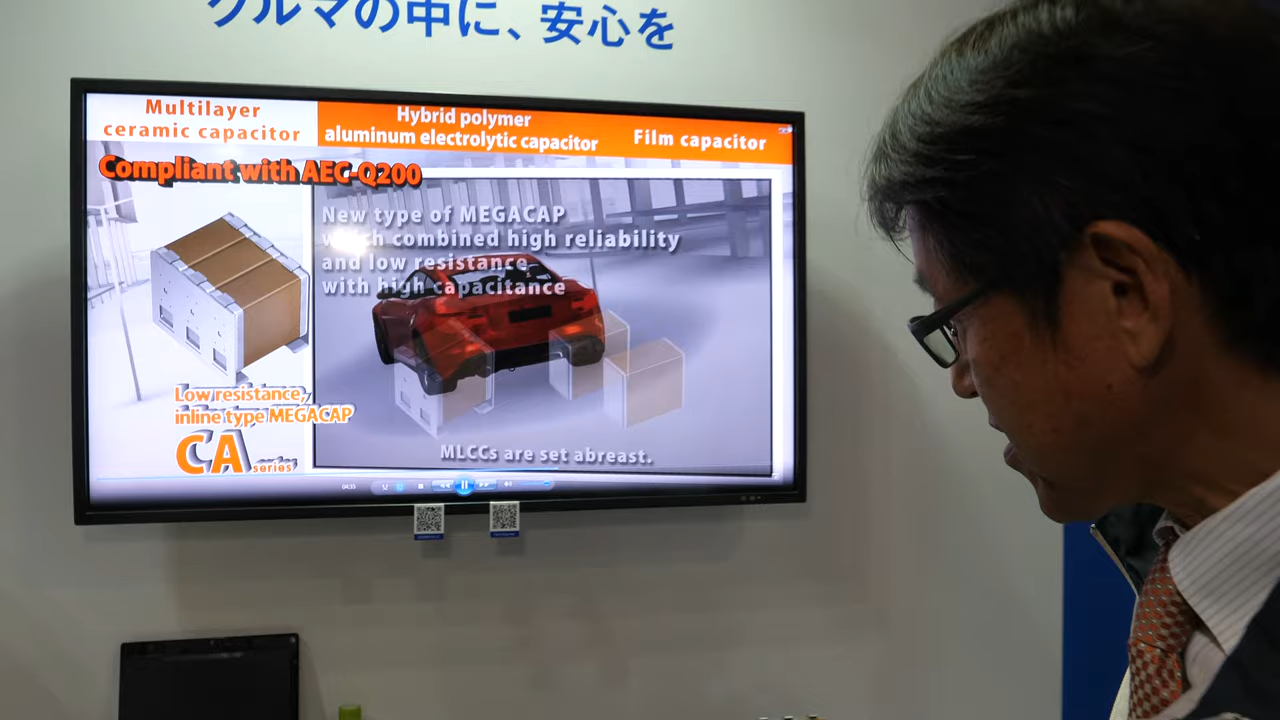 クルマの中に、安心を
Multilayer
ceramic capacitor
Hybrid polymer
aluminum electrolytic capacitor
Film capacitor
Compliant with AEC-Q200
New type of MEGACAP
which combined high reliability
and low resistance
with high capacitance
Low resistance,
inline type MEGACAP
CA series
MLCCs are set abreast.
04:35